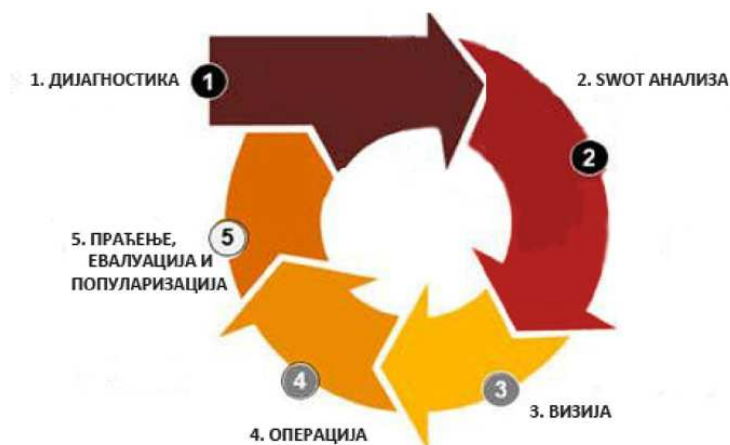 1. ДИЈАГНОСТИКА
1
2. SWOT АНАЛИЗА
2
3. ВИЗИЈА
3
4. ОПЕРАЦИЈА
4
5. ПРАЋЕЊЕ,
ЕВАЛУАЦИЈА И
ПОПУЛАРИЗАЦИЈА
5